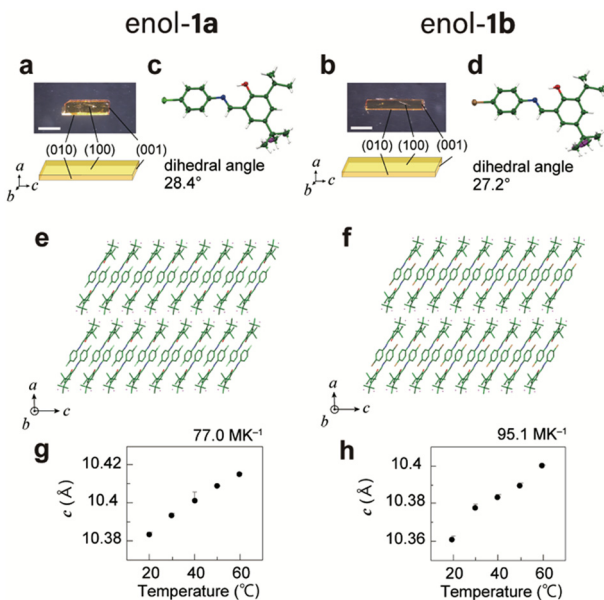 enol-1a
enol-1b
a
c
(010) (100) (001)
a
b
c
dihedral angle
28.4°
b
d
(010) (100) (001)
a
b
c
dihedral angle
27.2°
e
a
b
c
f
a
b
c
g
77.0 MK⁻¹
10.42
10.4
10.38
c (Å)
20 40 60
Temperature (℃)
h
95.1 MK⁻¹
10.4
10.38
10.36
c (Å)
20 40 60
Temperature (℃)